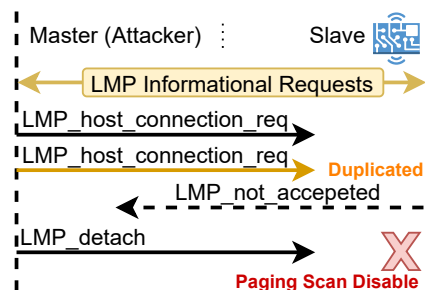 Master (Attacker)
Slave
LMP Informational Requests
LMP_host_connection_req
LMP_host_connection_req
Duplicated
LMP_not_accepeted
LMP_detach
Paging Scan Disable